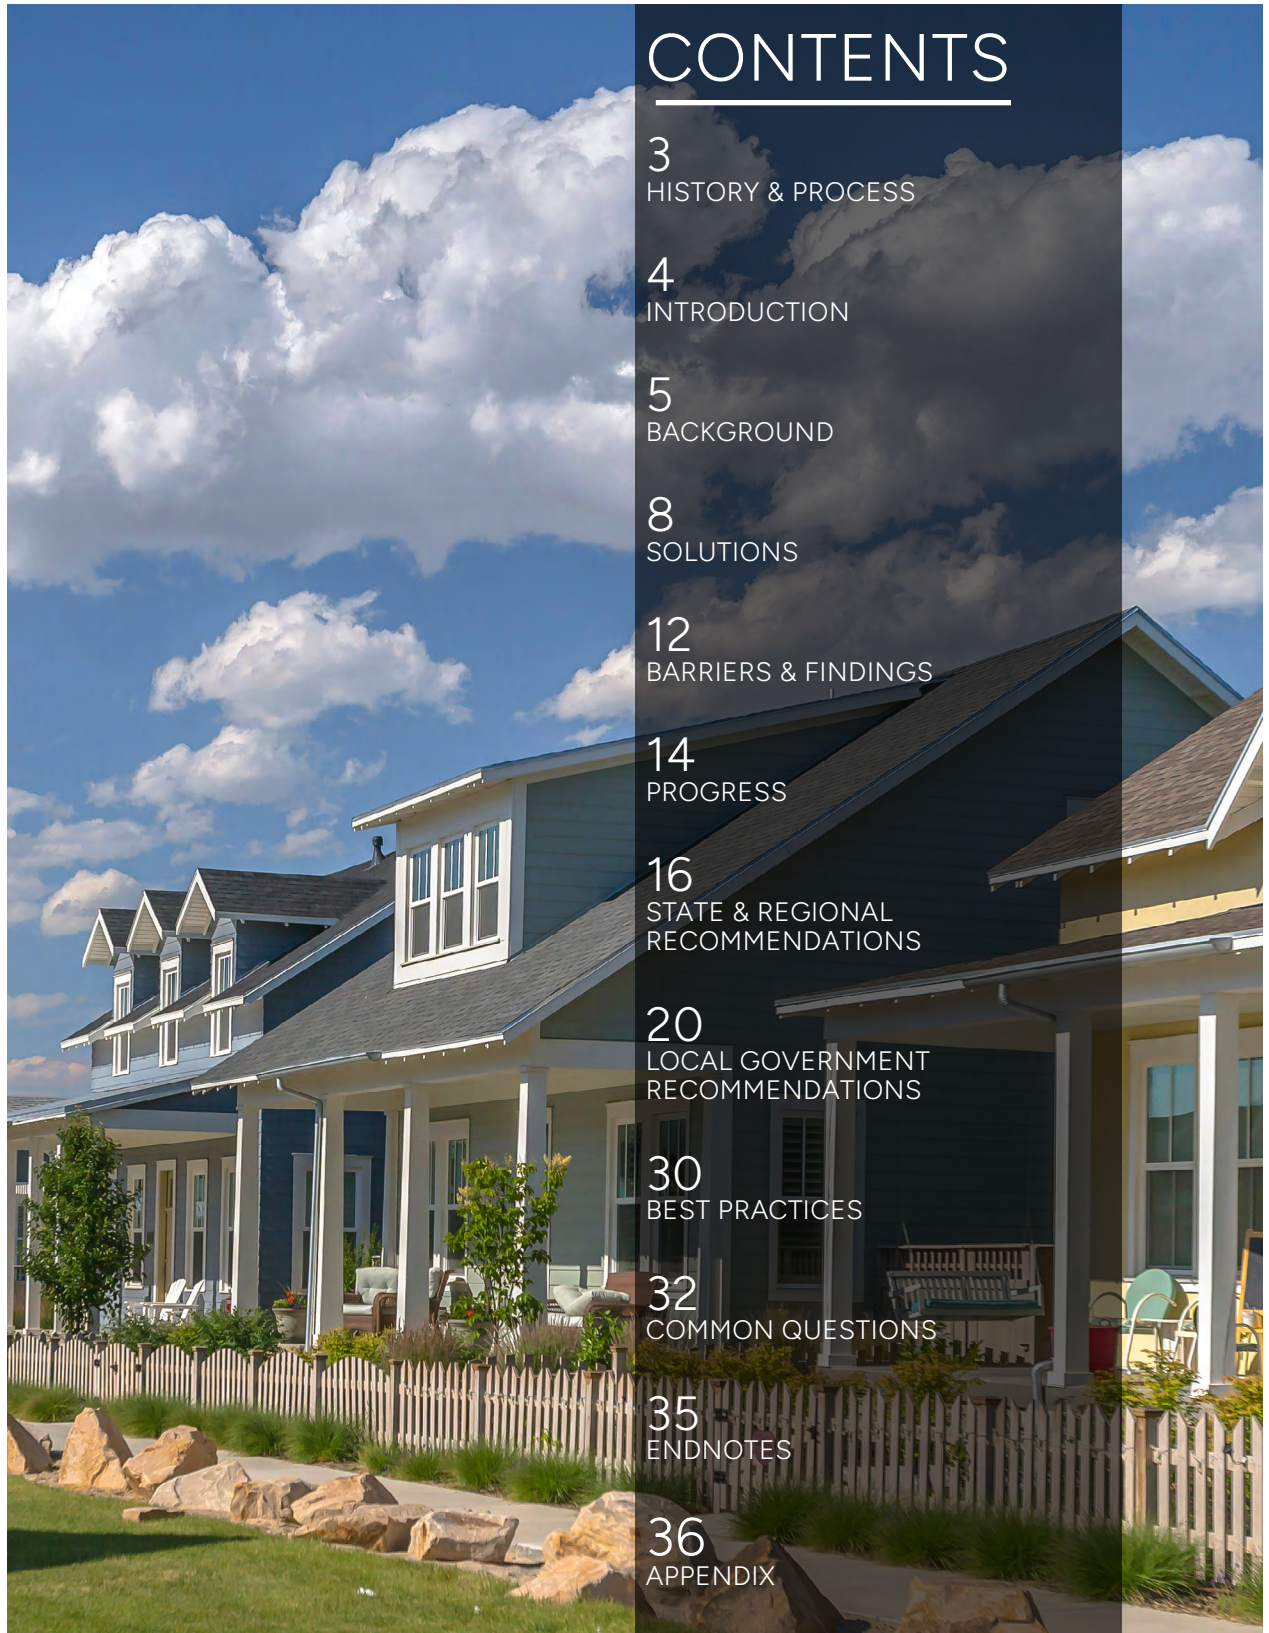 CONTENTS
3
HISTORY & PROCESS
4
INTRODUCTION
5
BACKGROUND
8
SOLUTIONS
12
BARRIERS & FINDINGS
14
PROGRESS
16
STATE & REGIONAL
RECOMMENDATIONS
20
LOCAL GOVERNMENT
RECOMMENDATIONS
30
BEST PRACTICES
32
COMMON QUESTIONS
35
ENDNOTES
36
APPENDIX